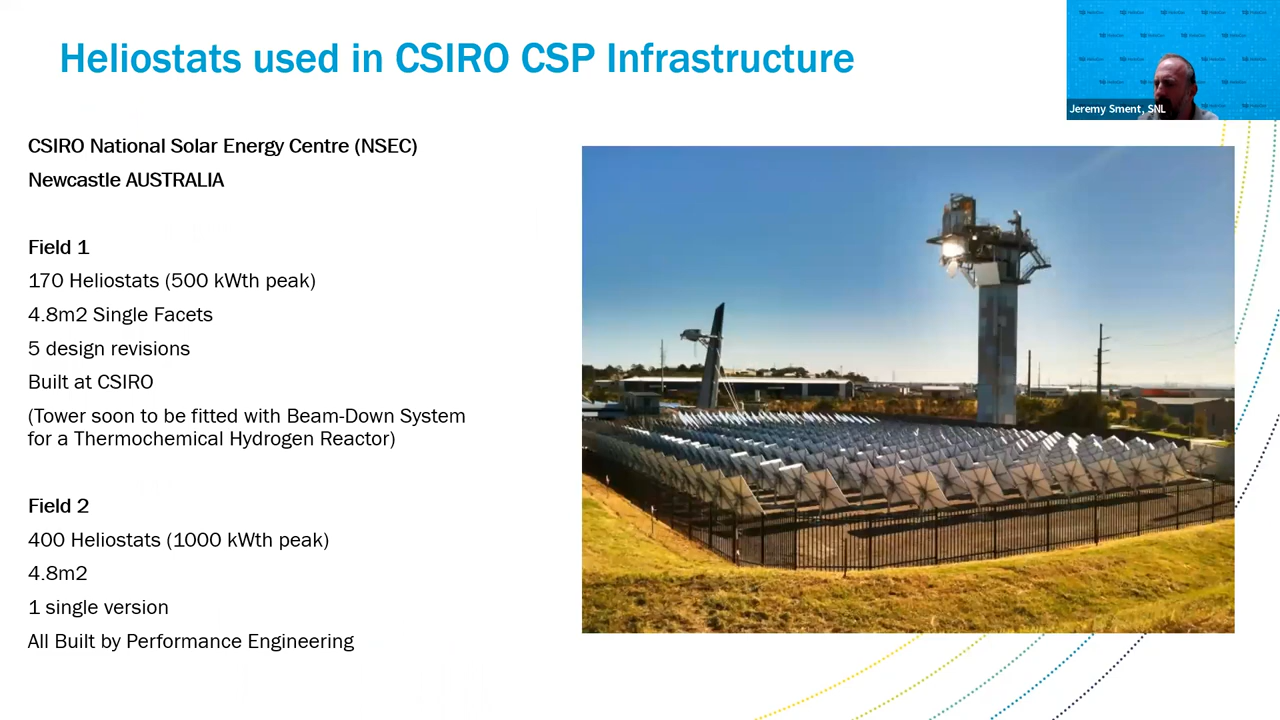 Heliostats used in CSIRO CSP Infrastructure
Jeremy Sment, SNL
CSIRO National Solar Energy Centre (NSEC)
Newcastle AUSTRALIA
Field 1
170 Heliostats (500 kWth peak)
4.8m2 Single Facets
5 design revisions
Built at CSIRO
(Tower soon to be fitted with Beam-Down System
for a Thermochemical Hydrogen Reactor)
Field 2
400 Heliostats (1000 kWth peak)
4.8m2
1 single version
All Built by Performance Engineering